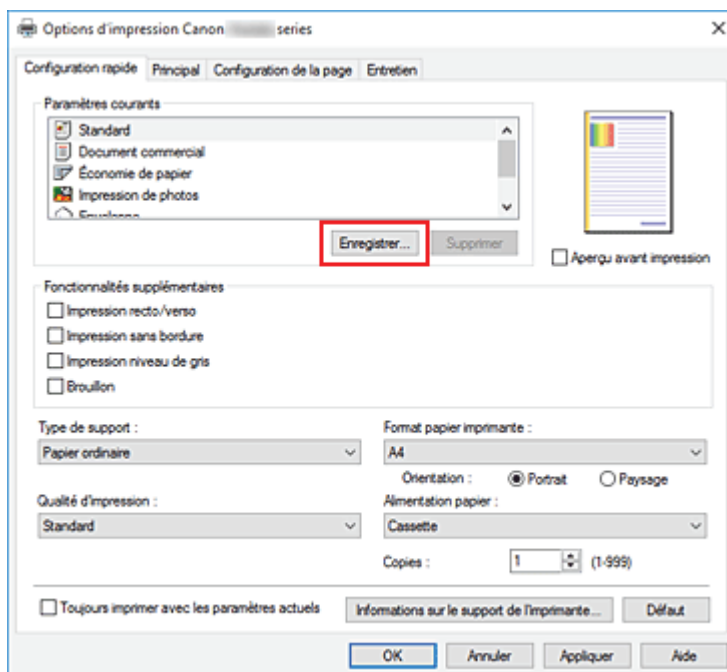 Options d'impression Canon series
Configuration rapide Principal Configuration de la page Entretien
Paramètres courants
Standard
Document commercial
Économie de papier
Impression de photos
Enveloppe
Enregistrer... Supprimer
Aperçu avant impression
Fonctionnalités supplémentaires
Impression recto/verso
Impression sans bordure
Impression niveau de gris
Brouillon
Type de support : Format papier imprimante :
Papier ordinaire A4
Orientation : Portrait Paysage
Qualité d'impression : Alimentation papier :
Standard Cassette
Copies : 1 (1-999)
Toujours imprimer avec les paramètres actuels Informations sur le support de l'imprimante... Défaut
OK Annuler Appliquer Aide